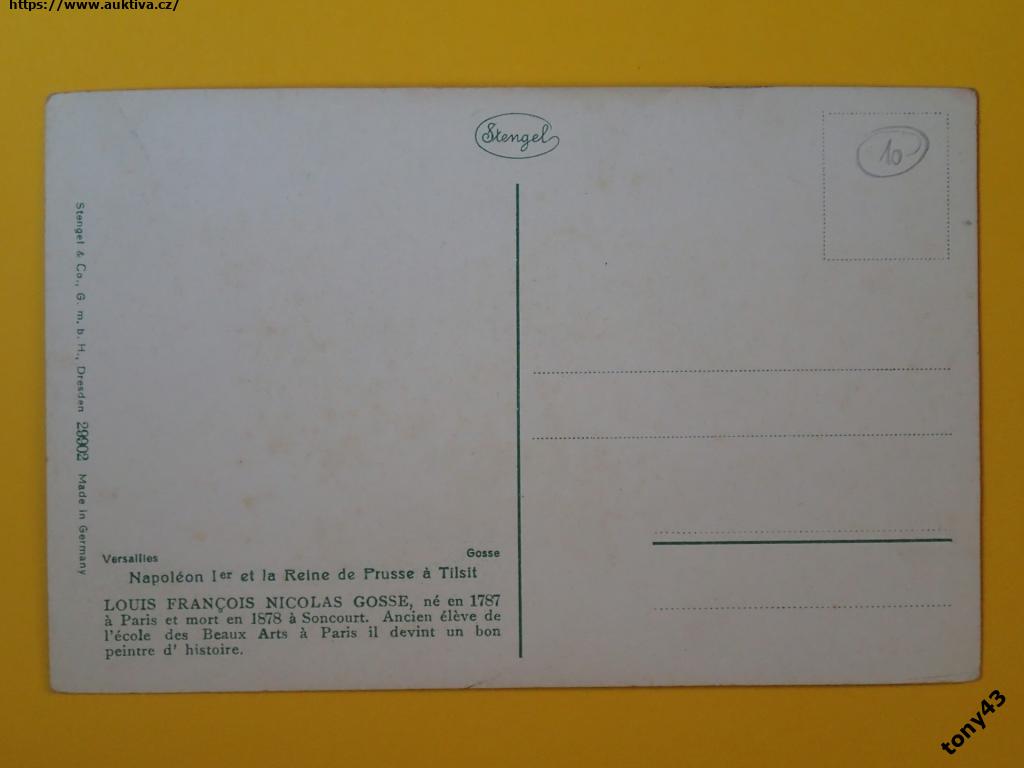 https://www.auktiva.cz/
Stengel
10
Stengel & Co., G. m. b. H., Dresden 29902 Made in Germany
Versailles Gosse
Napoléon Ier et la Reine de Prusse à Tilsit
LOUIS FRANÇOIS NICOLAS GOSSE, né en 1787
à Paris et mort en 1878 à Soncourt. Ancien élève de
l'école des Beaux Arts à Paris il devint un bon
peintre d' histoire.
tony43